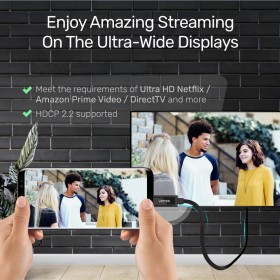 Enjoy Amazing Streaming
On The Ultra-Wide Displays
Meet the requirements of Ultra HD Netflix /
Amazon Prime Video / DirectTV and more
HDCP 2.2 supported